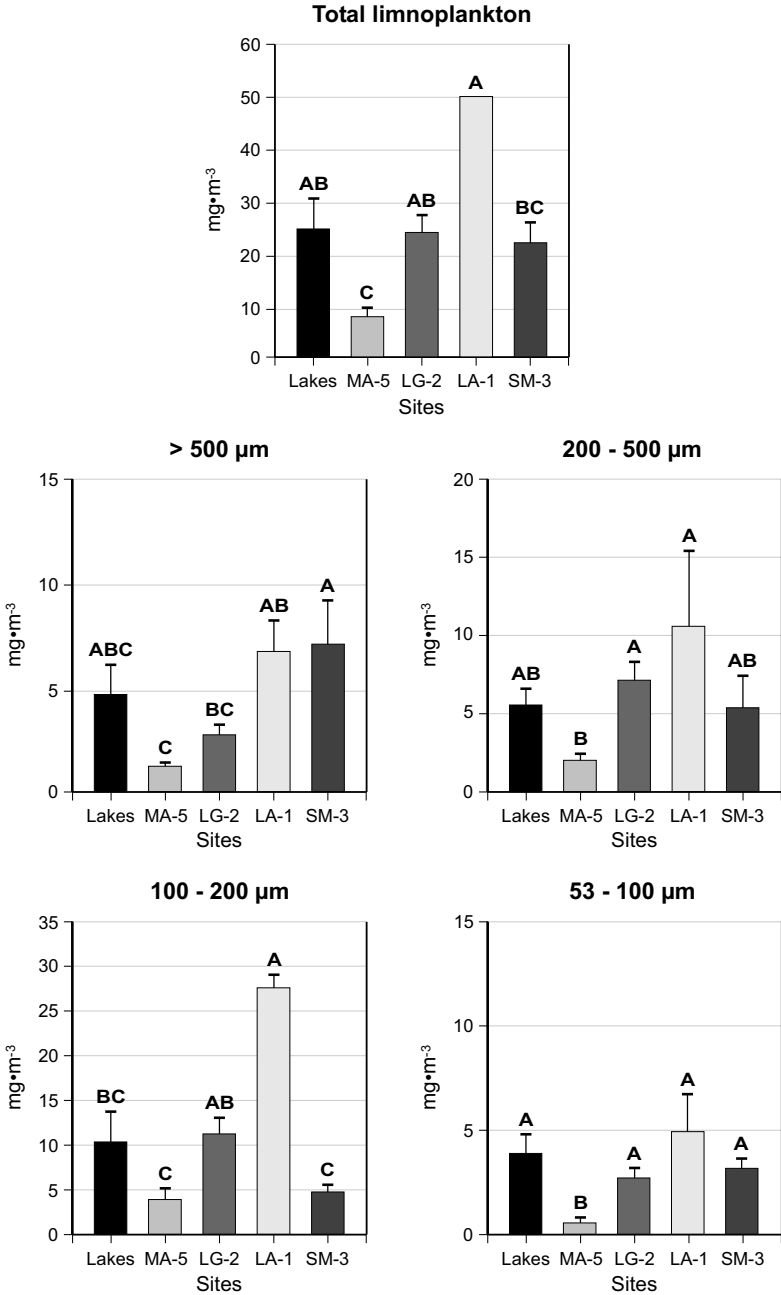 Total limnoplankton
60
50
40
30
20
10
0
mg•m-3
AB
C
AB
A
BC
Lakes MA-5 LG-2 LA-1 SM-3
Sites
> 500 µm
15
10
5
0
mg•m-3
ABC
C
BC
AB
A
Lakes MA-5 LG-2 LA-1 SM-3
Sites
200 - 500 µm
20
15
10
5
0
mg•m-3
AB
B
A
A
AB
Lakes MA-5 LG-2 LA-1 SM-3
Sites
100 - 200 µm
35
30
25
20
15
10
5
0
mg•m-3
BC
C
AB
A
C
Lakes MA-5 LG-2 LA-1 SM-3
Sites
53 - 100 µm
15
10
5
0
mg•m-3
A
B
A
A
A
Lakes MA-5 LG-2 LA-1 SM-3
Sites